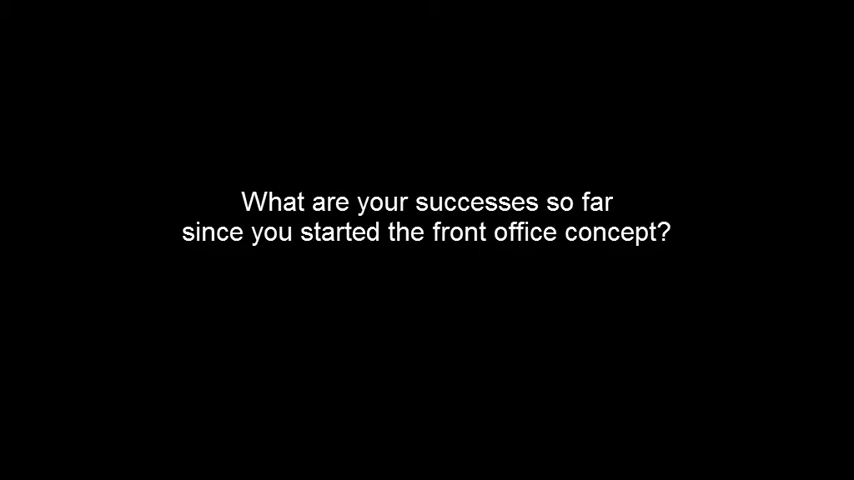 What are your successes so far
since you started the front office concept?